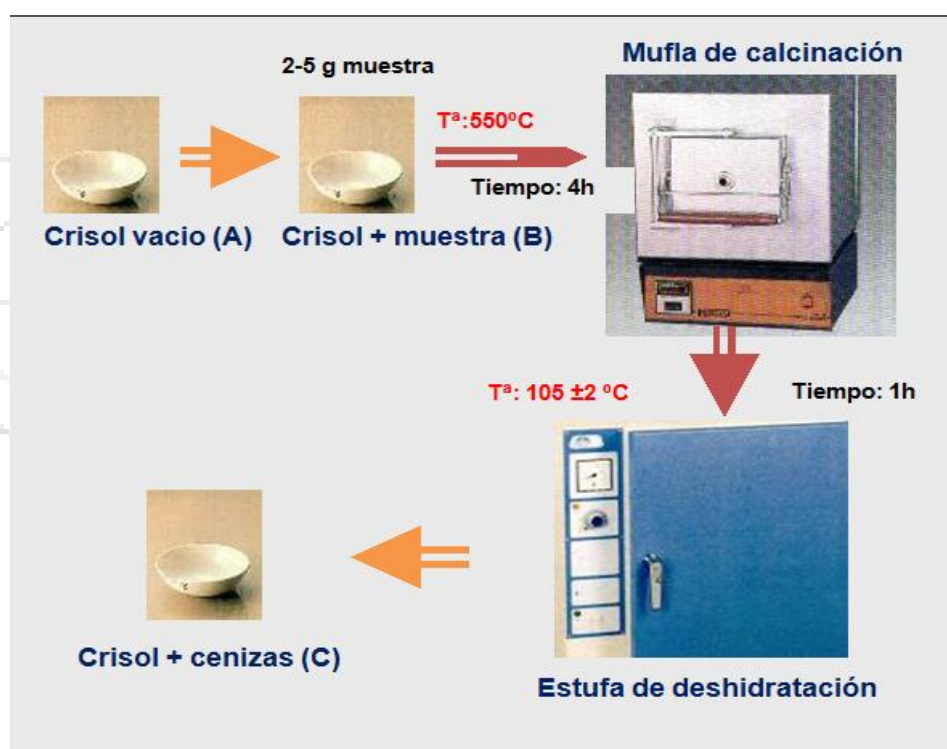 Mufla de calcinación
2-5 g muestra
Tª:550ºC
Tiempo: 4h
Crisol vacio (A)
Crisol + muestra (B)
Tª: 105 ±2 ºC
Tiempo: 1h
Crisol + cenizas (C)
Estufa de deshidratación